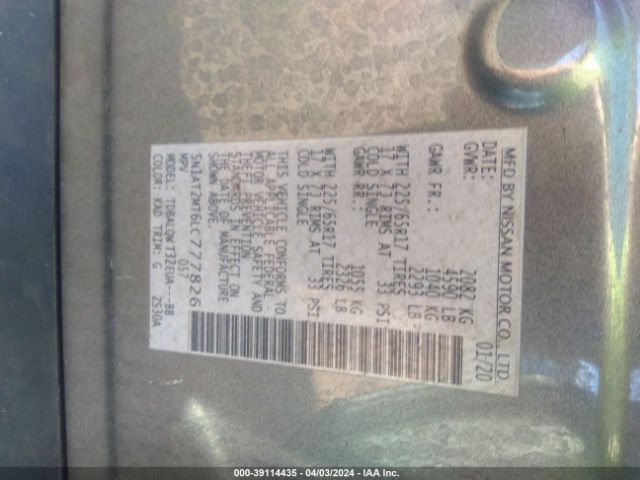 MFD BY NISSAN MOTOR CO., LTD.
DATE: 01/20
GVWR: 2082 KG
4590 LB
GAWR FR: 1040 KG
2293 LB
WITH 225/65R17 TIRES
17 X 7J RIMS AT 33 PSI
COLD SINGLE
GAWR RR: 1055 KG
2326 LB
WITH 225/65R17 TIRES
17 X 7J RIMS AT 33 PSI
COLD SINGLE
THIS VEHICLE CONFORMS TO
ALL APPLICABLE FEDERAL
MOTOR VEHICLE SAFETY AND
THEFT PREVENTION
STANDARDS IN EFFECT ON
THE DATE OF MANUFACTURE
SHOWN ABOVE.
5N1AT2MT6LC777826
MPV 057
MODEL: TDBALQWT32EUA--BB
COLOR: KAD TRIM: G 2530A
000-39114435 - 04/03/2024 - IAA Inc.